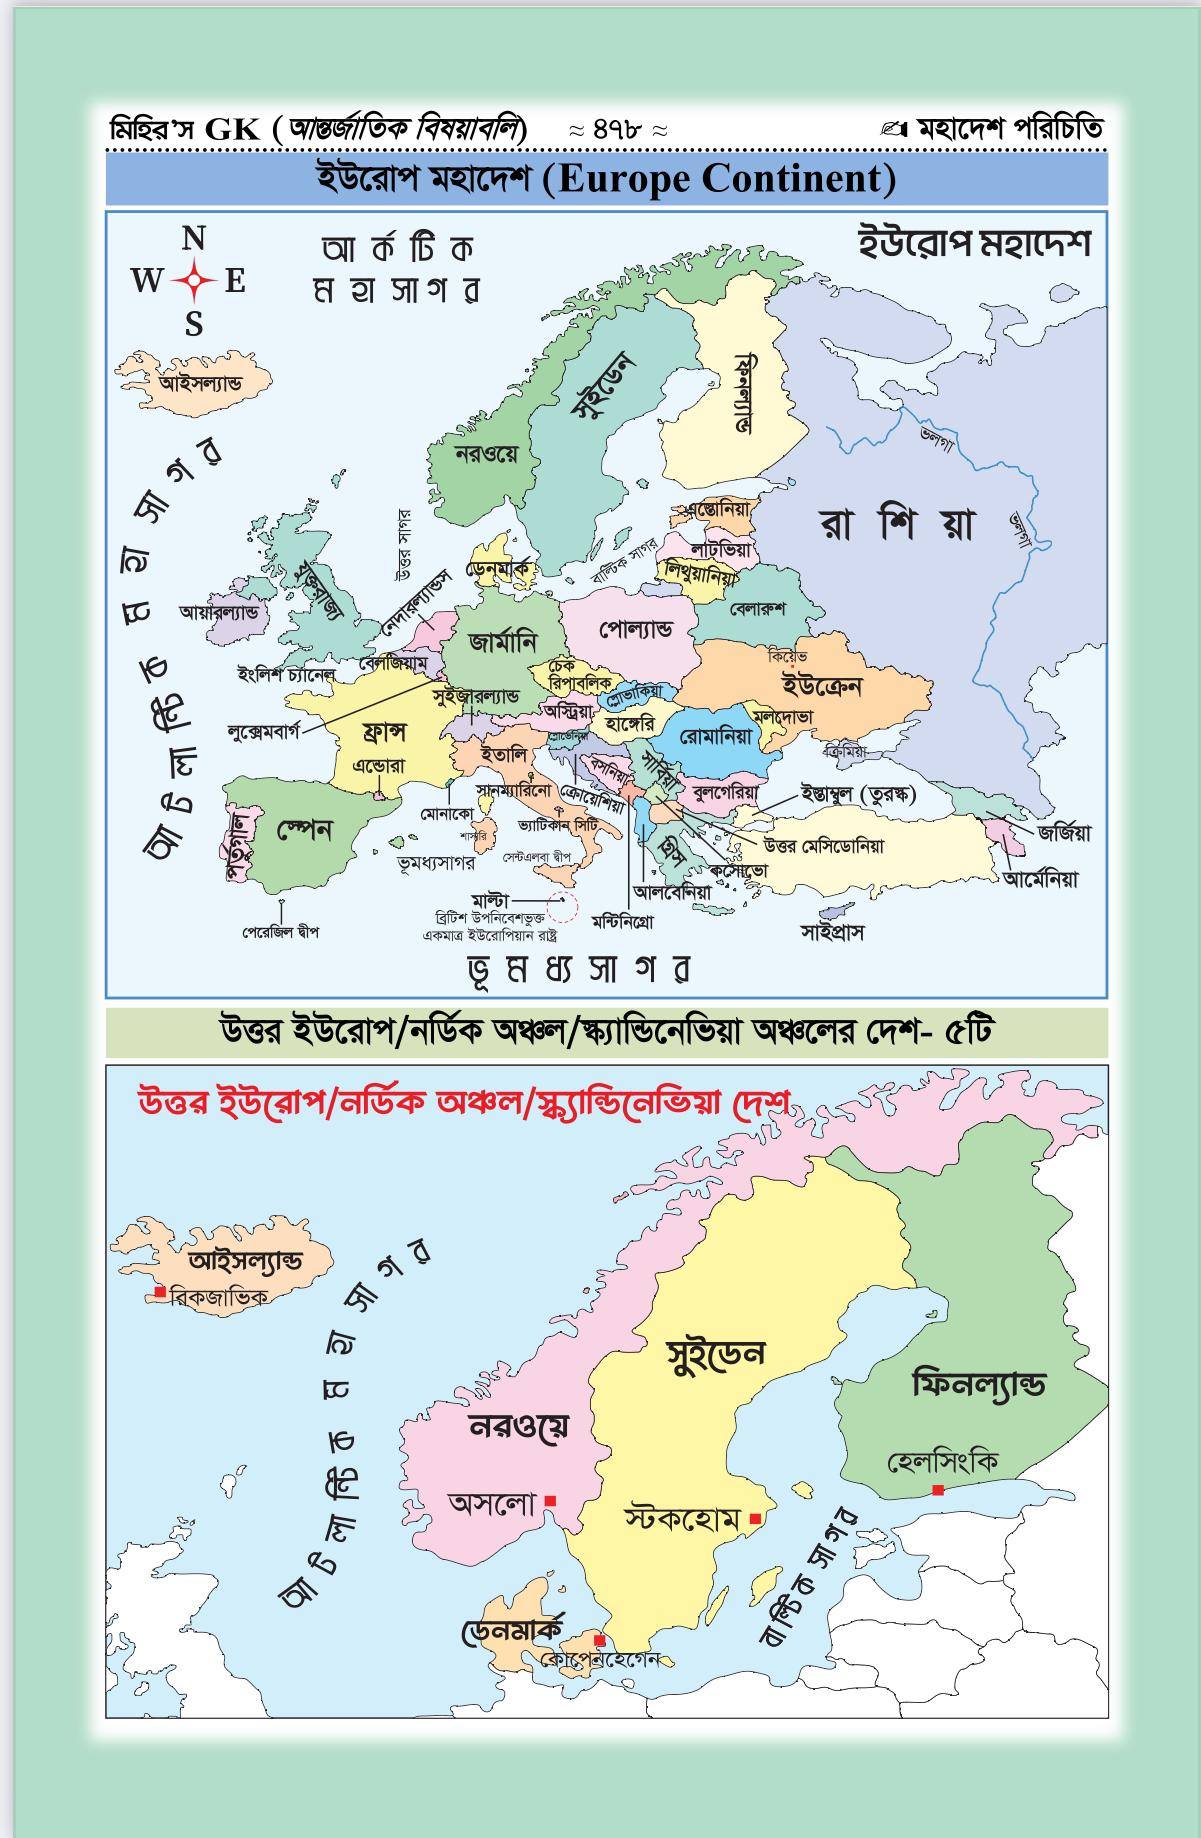 মিহির'স GK (আন্তর্জাতিক বিষয়াবলি) ≈ ৪৭৮ ≈ ✍ মহাদেশ পরিচিতি
ইউরোপ মহাদেশ (Europe Continent)
N
W E
S
আর্কটিক
মহাসাগর
ইউরোপ মহাদেশ
আইসল্যান্ড
আটলান্টিক মহাসাগর
নরওয়ে
সুইডেন
ফিনল্যান্ড
রাশিয়া
ভলগা
ভলগা
উত্তর সাগর
বাল্টিক সাগর
এস্তোনিয়া
লাটভিয়া
লিথুয়ানিয়া
বেলারুশ
ডেনমার্ক
নেদারল্যান্ডস
যুক্তরাজ্য
আয়ারল্যান্ড
ইংলিশ চ্যানেল
বেলজিয়াম
জার্মানি
পোল্যান্ড
কিয়েভ
ইউক্রেন
চেক
রিপাবলিক
স্লোভাকিয়া
সুইজারল্যান্ড
লুক্সেমবার্গ
ফ্রান্স
অস্ট্রিয়া
হাঙ্গেরি
রোমানিয়া
মলদোভা
ক্রিমিয়া
স্লোভেনিয়া
ইতালি
এন্ডোরা
বসনিয়া
সার্বিয়া
সানম্যারিনো
ক্রোয়েশিয়া
বুলগেরিয়া
ইস্তাম্বুল (তুরস্ক)
মোনাকো
ভ্যাটিকান সিটি
স্পেন
পর্তুগাল
জর্জিয়া
উত্তর মেসিডোনিয়া
গ্রিস
কসোভো
আর্মেনিয়া
ভূমধ্যসাগর
সেন্টএলবা দ্বীপ
আলবেনিয়া
মাল্টা
ব্রিটিশ উপনিবেশভুক্ত
একমাত্র ইউরোপিয়ান রাষ্ট্র
মন্টিনিগ্রো
সাইপ্রাস
পেরেজিল দ্বীপ
ভূমধ্যসাগর
উত্তর ইউরোপ/নর্ডিক অঞ্চল/স্ক্যান্ডিনেভিয়া অঞ্চলের দেশ- ৫টি
উত্তর ইউরোপ/নর্ডিক অঞ্চল/স্ক্যান্ডিনেভিয়া দেশ
আইসল্যান্ড
রিকজাভিক
আটলান্টিক মহাসাগর
সুইডেন
ফিনল্যান্ড
নরওয়ে
হেলসিংকি
অসলো
স্টকহোম
বাল্টিক সাগর
ডেনমার্ক
কোপেনহেগেন